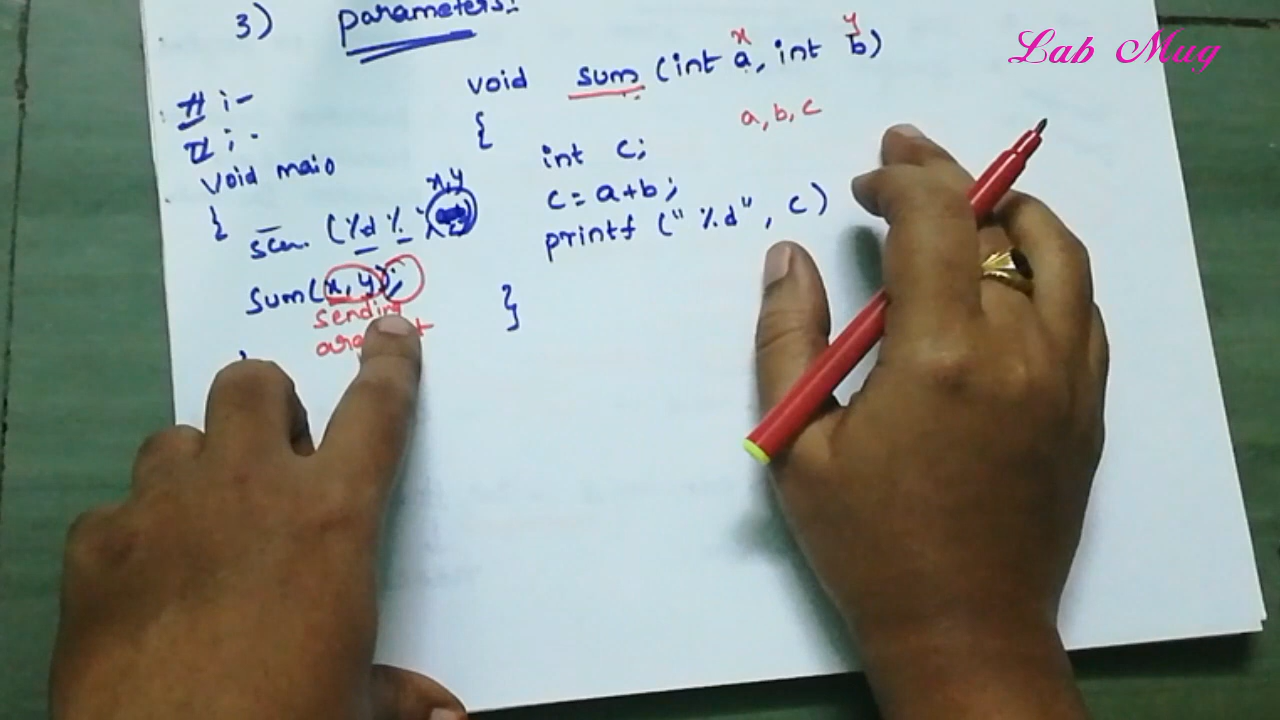 3) parameters:
# :-
void main
{
x,y
Sum(x,y);
sending
void sum (int a, int b)
x y
{
a,b,c
int c;
c = a+b;
printf ("%d", c)
}
Lab Mug